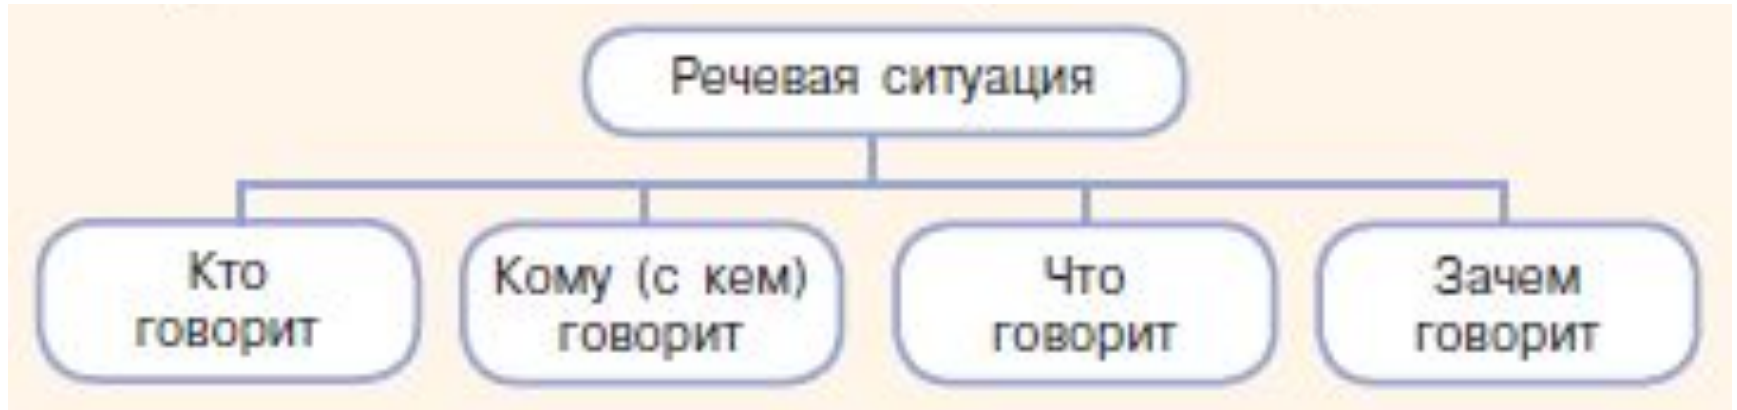 Речевая ситуация
Кто
говорит
Кому (с кем)
говорит
Что
говорит
Зачем
говорит